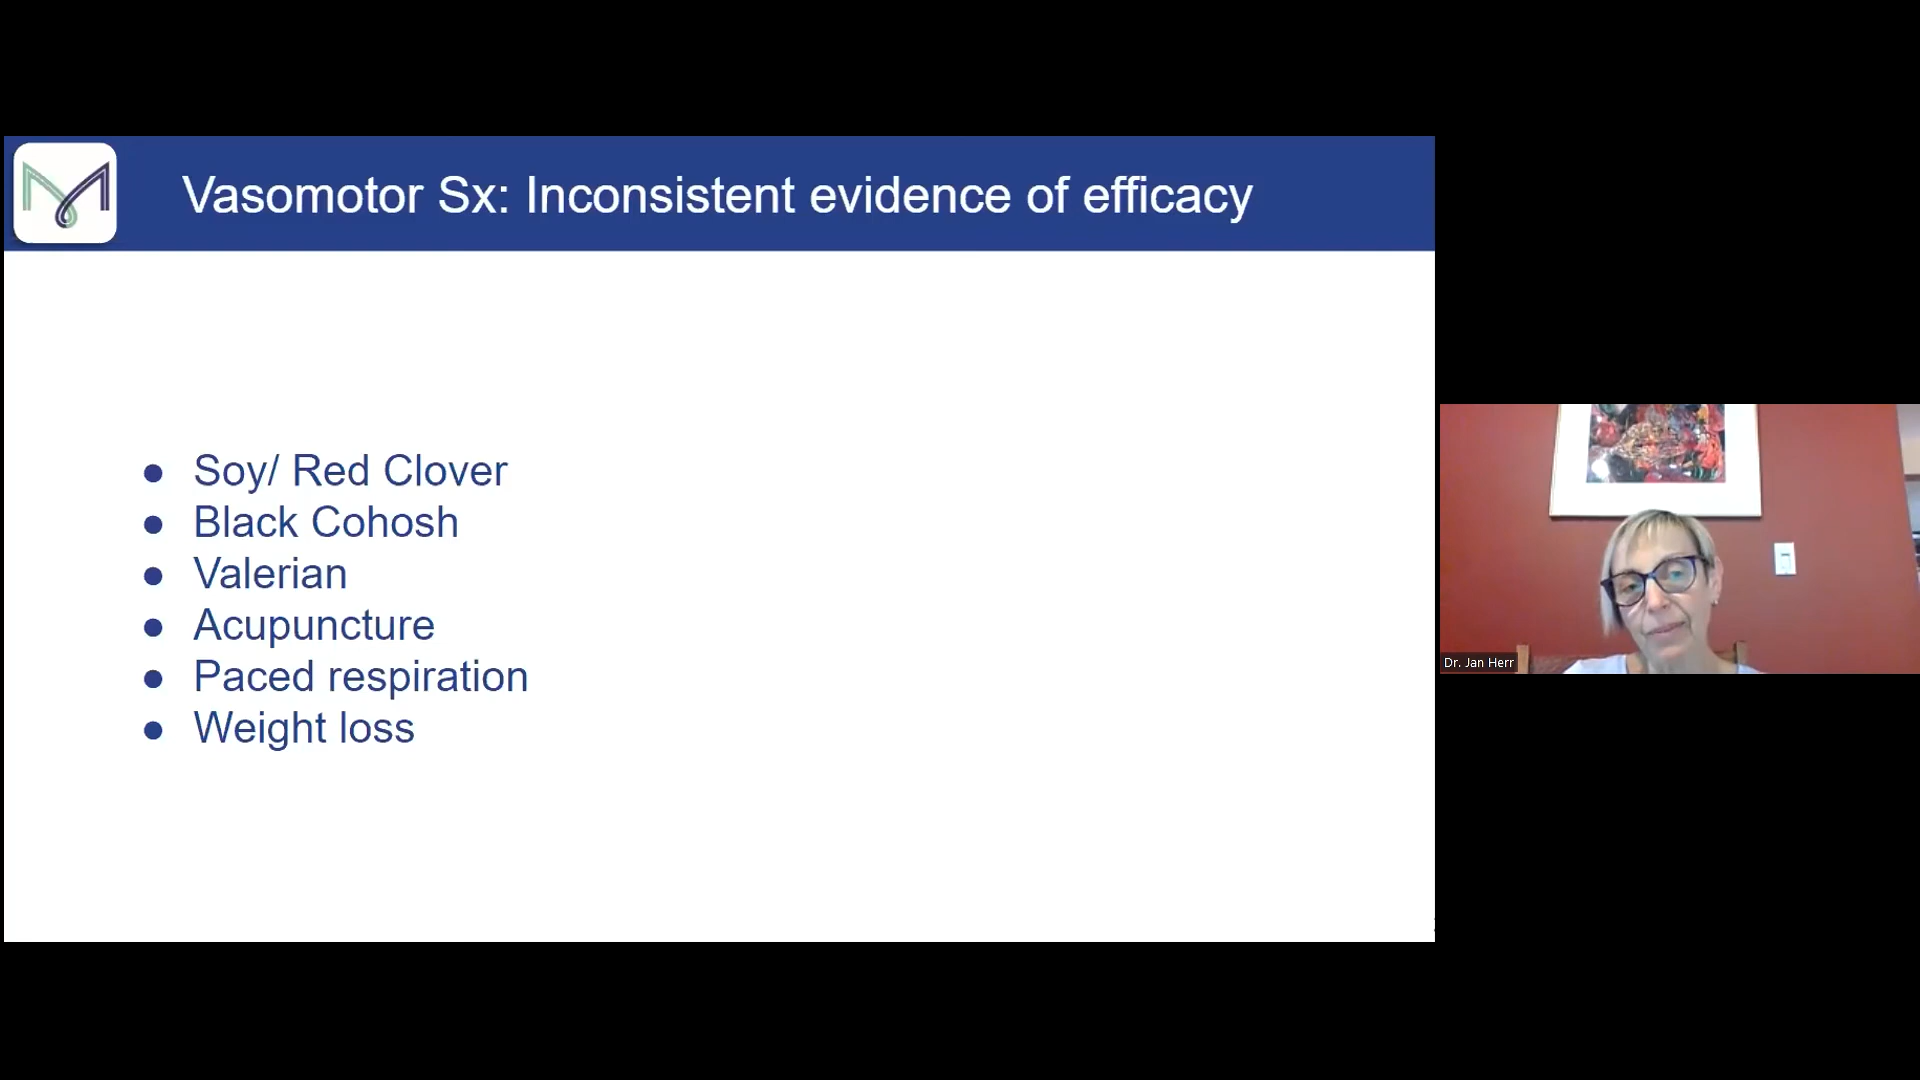 Vasomotor Sx: Inconsistent evidence of efficacy
● Soy/ Red Clover
● Black Cohosh
● Valerian
● Acupuncture
● Paced respiration
● Weight loss
Dr. Jan Herr